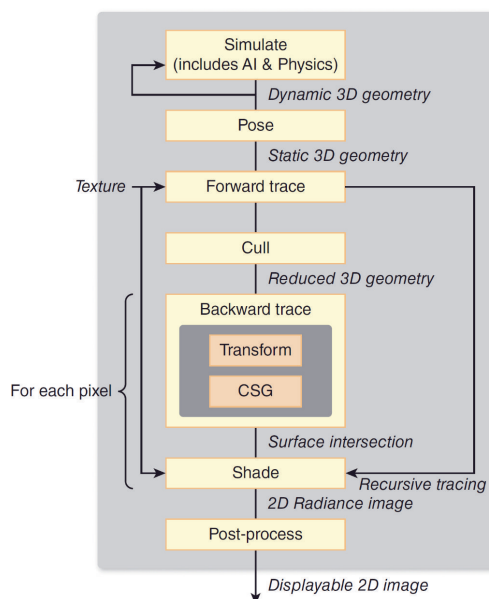 Simulate
(includes AI & Physics)
Dynamic 3D geometry
Pose
Static 3D geometry
Texture
Forward trace
Cull
Reduced 3D geometry
Backward trace
Transform
For each pixel
CSG
Surface intersection
Shade
Recursive tracing
2D Radiance image
Post-process
Displayable 2D image